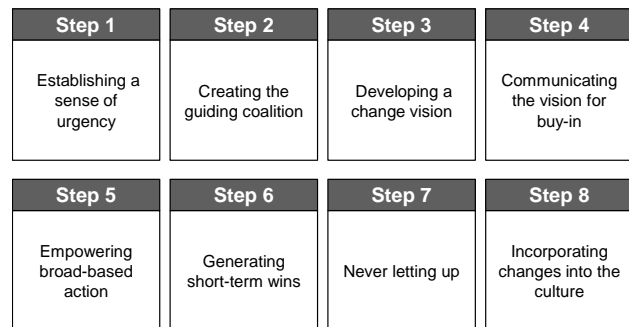 Step 1
Establishing a
sense of
urgency
Step 2
Creating the
guiding coalition
Step 3
Developing a
change vision
Step 4
Communicating
the vision for
buy-in
Step 5
Empowering
broad-based
action
Step 6
Generating
short-term wins
Step 7
Never letting up
Step 8
Incorporating
changes into the
culture